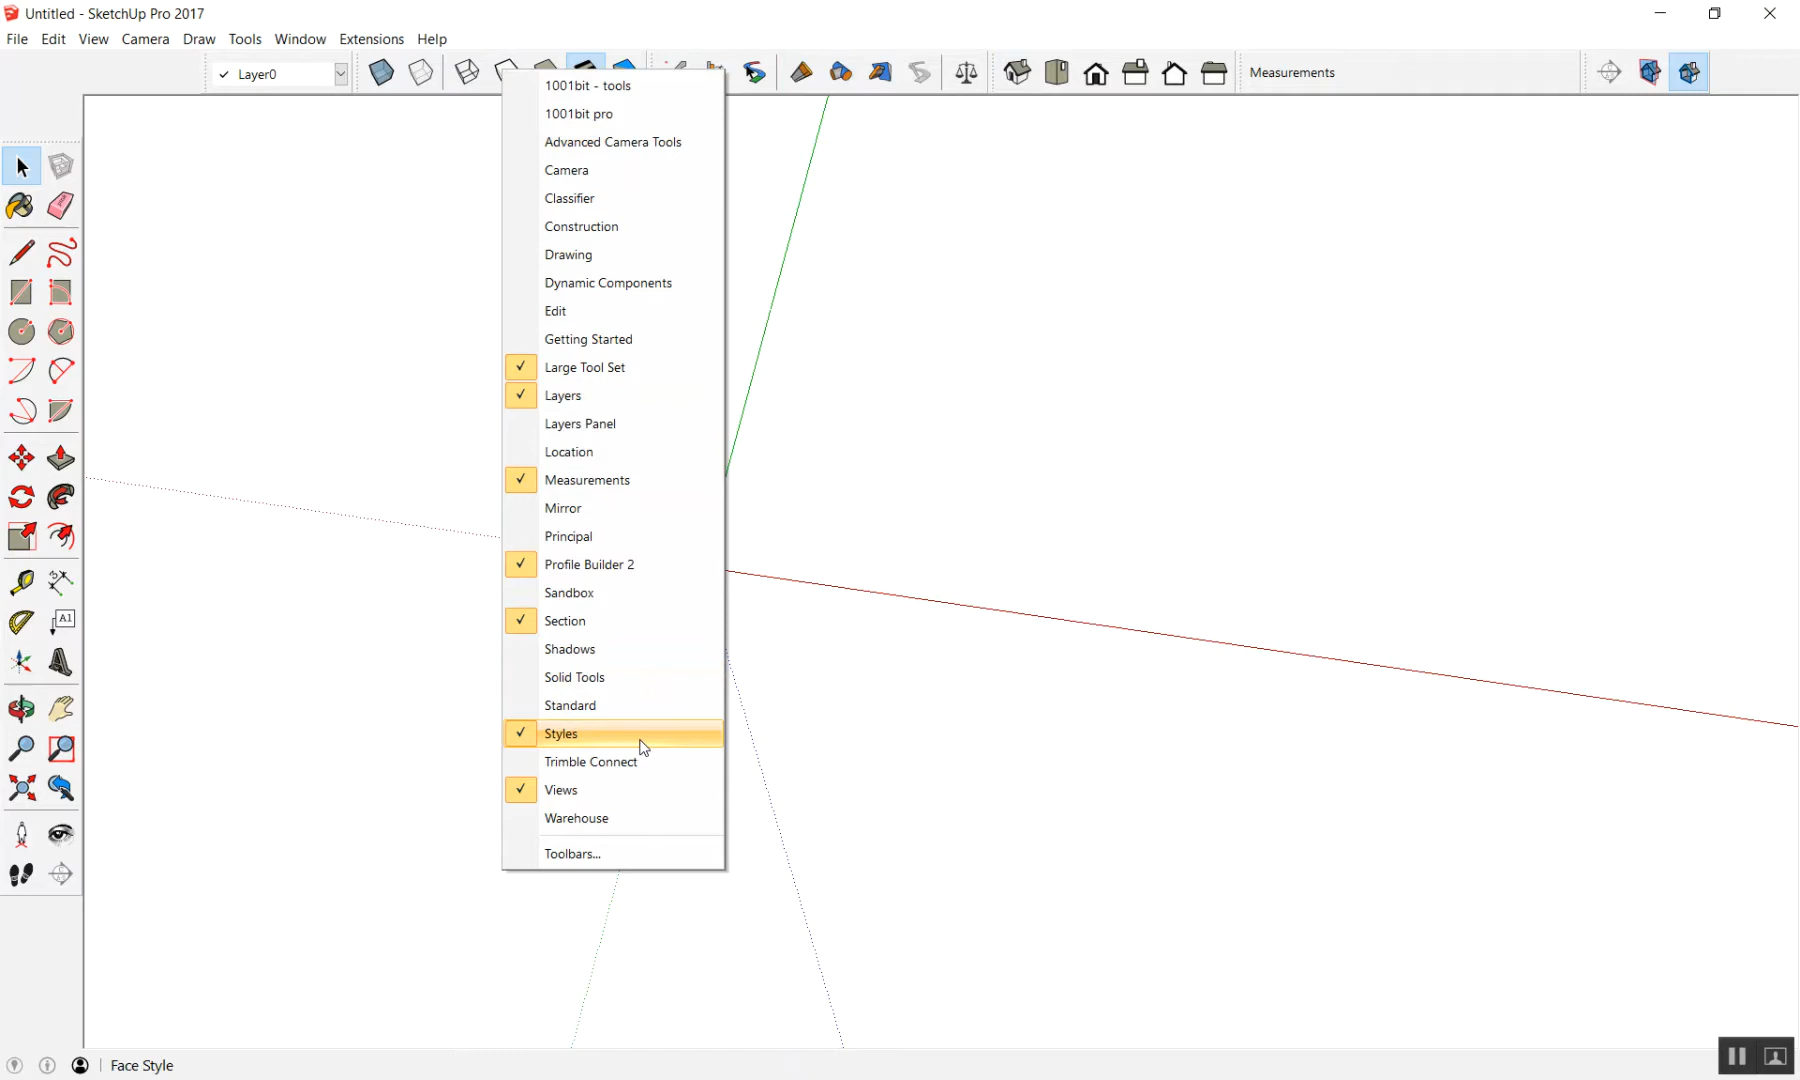 Untitled - SketchUp Pro 2017
File Edit View Camera Draw Tools Window Extensions Help
Layer0
Measurements
1001bit - tools
1001bit pro
Advanced Camera Tools
Camera
Classifier
Construction
Drawing
Dynamic Components
Edit
Getting Started
Large Tool Set
Layers
Layers Panel
Location
Measurements
Mirror
Principal
Profile Builder 2
Sandbox
Section
Shadows
Solid Tools
Standard
Styles
Trimble Connect
Views
Warehouse
Toolbars...
A1
Face Style